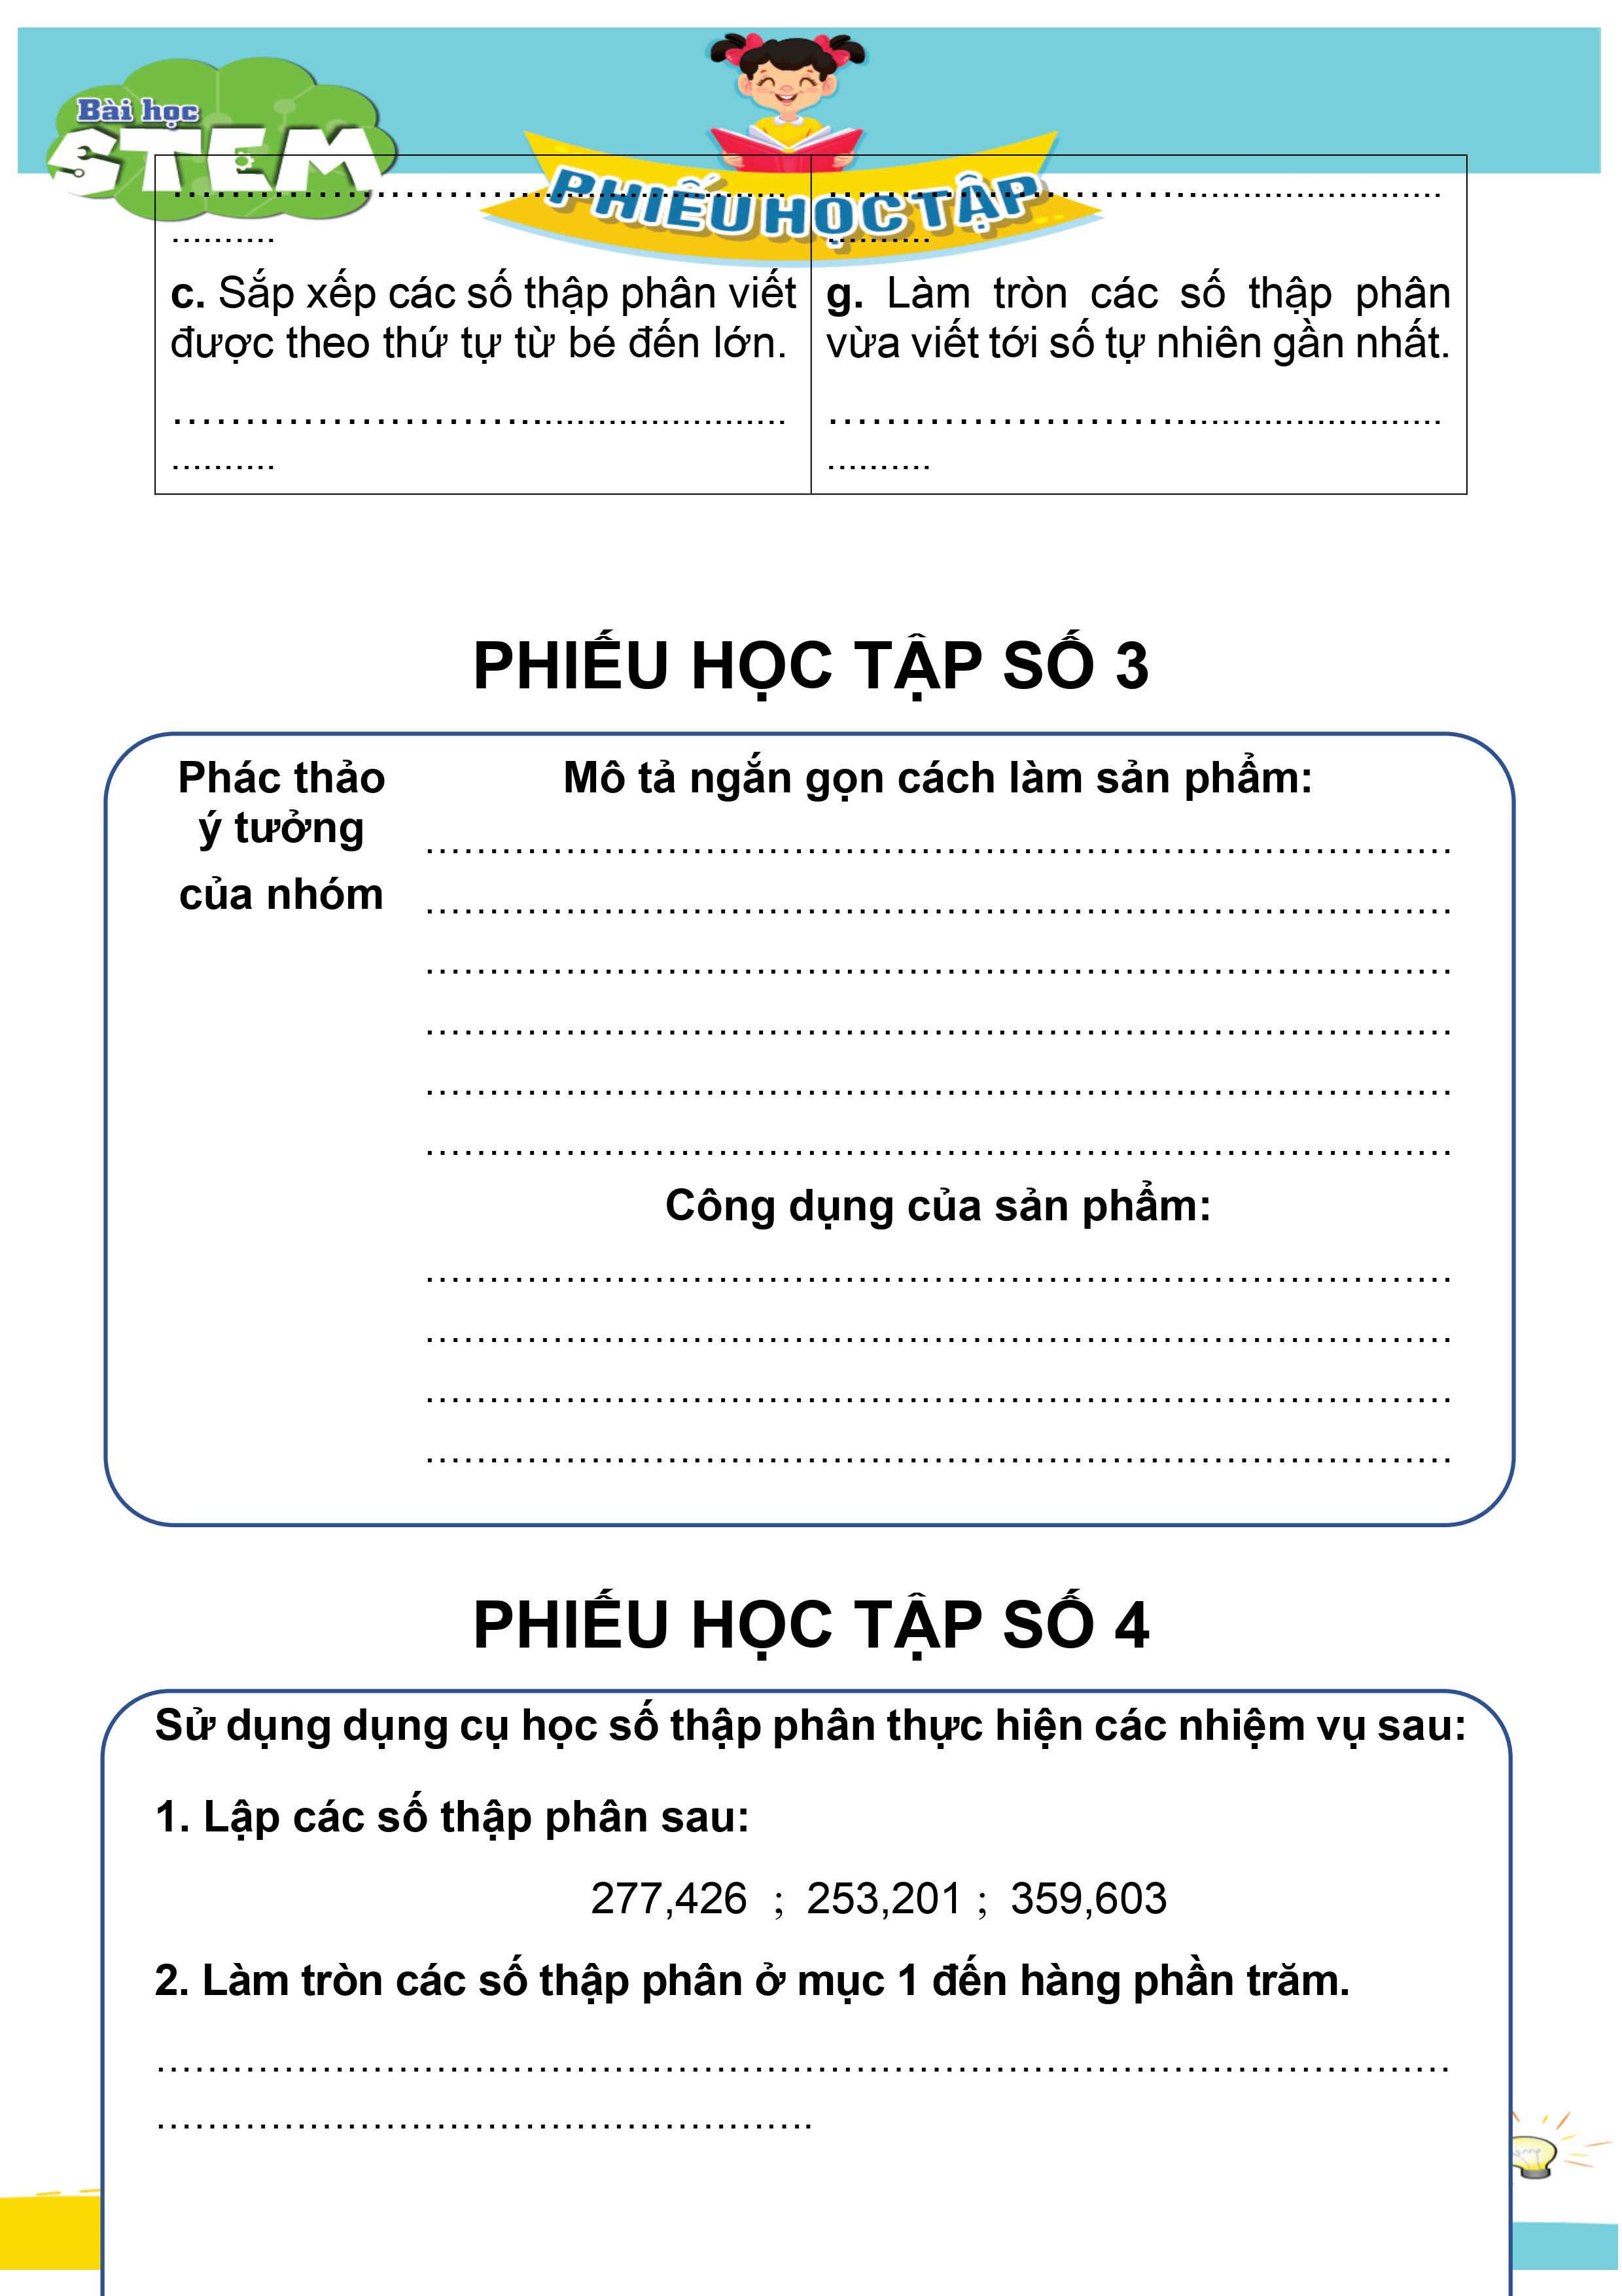 Bài học
STEM
PHIẾU HỌC TẬP
…………………………...................
..........
c. Sắp xếp các số thập phân viết
được theo thứ tự từ bé đến lớn.
…………………………...................
..........
…………………………...................
..........
g. Làm tròn các số thập phân
vừa viết tới số tự nhiên gần nhất.
…………………………...................
..........
PHIẾU HỌC TẬP SỐ 3
Phác thảo
ý tưởng
của nhóm
Mô tả ngắn gọn cách làm sản phẩm:
………………………………………………………………………
………………………………………………………………………
………………………………………………………………………
………………………………………………………………………
………………………………………………………………………
………………………………………………………………………
Công dụng của sản phẩm:
………………………………………………………………………
………………………………………………………………………
………………………………………………………………………
………………………………………………………………………
PHIẾU HỌC TẬP SỐ 4
Sử dụng dụng cụ học số thập phân thực hiện các nhiệm vụ sau:
1. Lập các số thập phân sau:
277,426 ; 253,201 ; 359,603
2. Làm tròn các số thập phân ở mục 1 đến hàng phần trăm.
…………………………………………………………………………………………
…………………………………………….